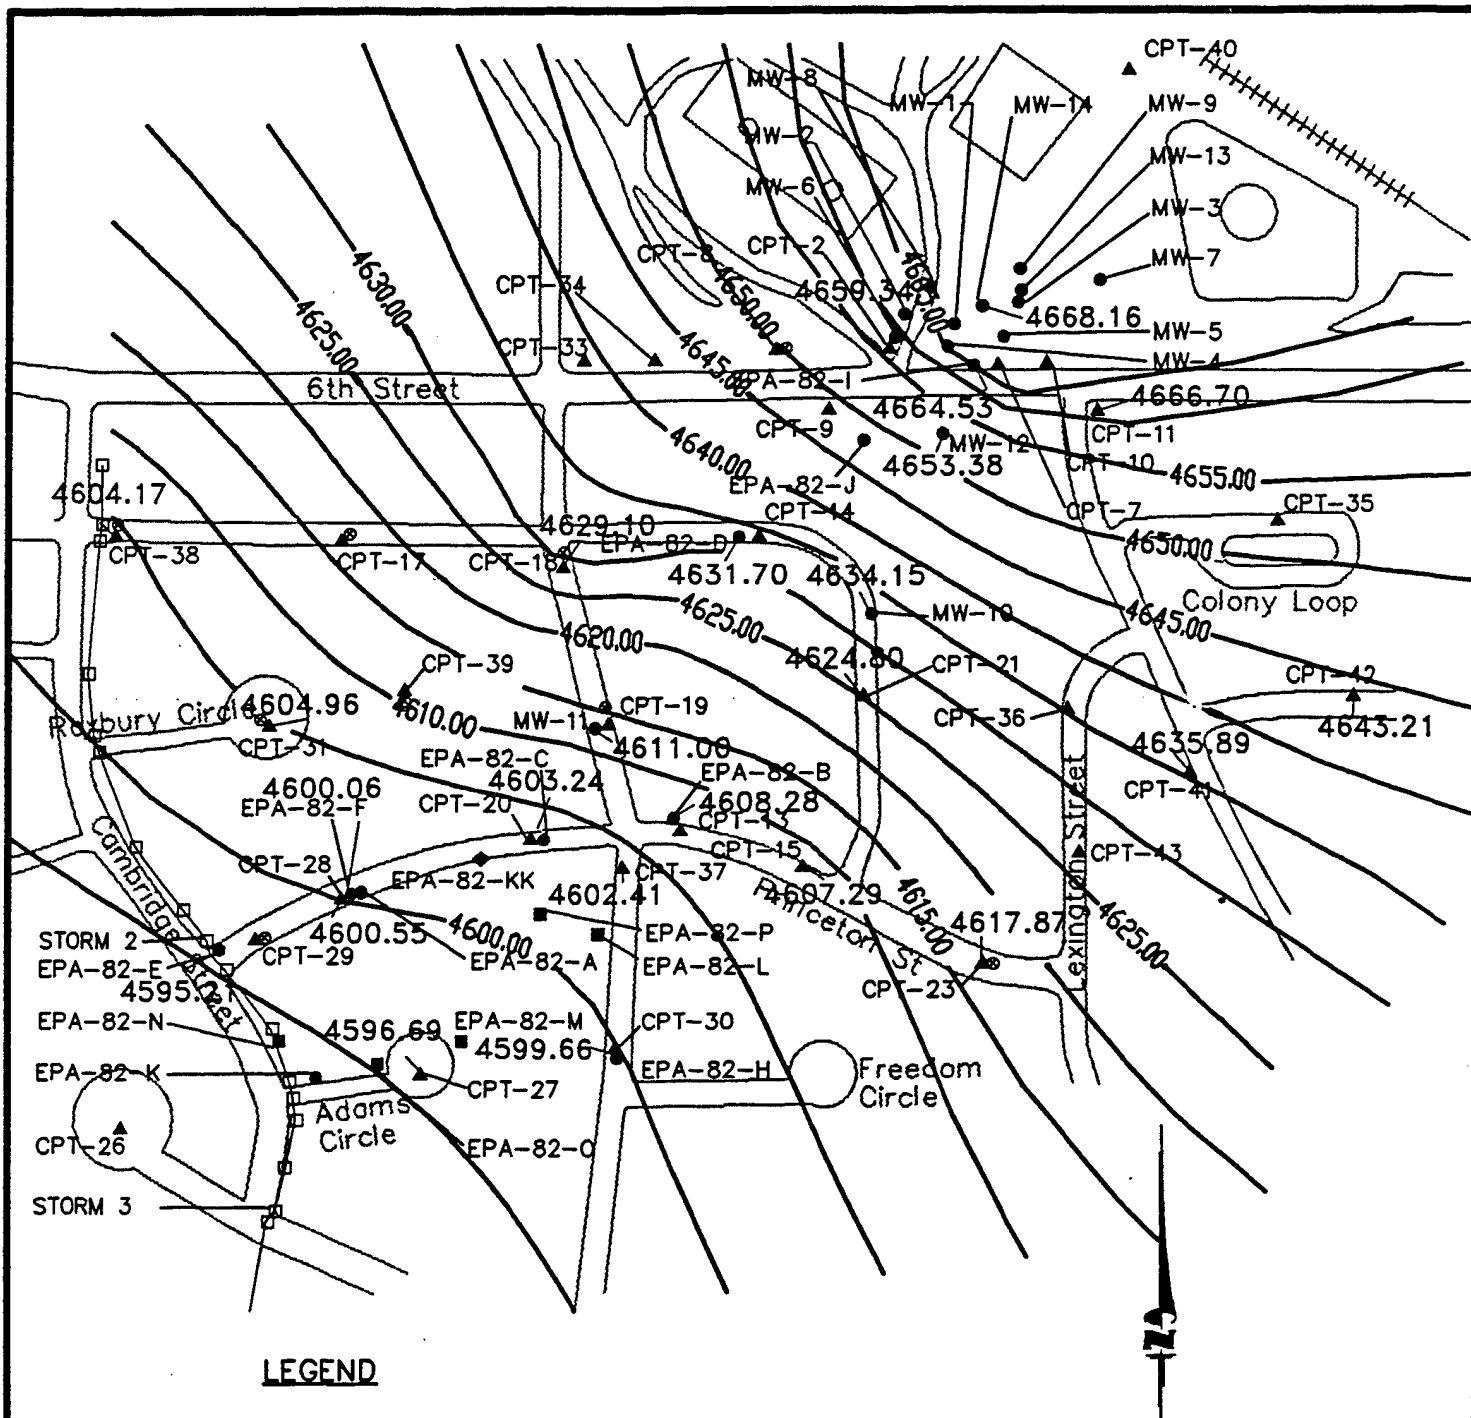 CPT-40
MW-8
MW-1
MW-14
MW-9
MW-2
MW-13
MW-6
MW-3
CPT-8
CPT-2
MW-7
4630.00
CPT-34
4650.00
4659.34
4668.16
4625.00
MW-5
CPT-33
4645.00
MW-4
EPA-82-I
6th Street
4664.53
4666.70
CPT-9
CPT-11
4640.00
MW-12
4653.38
CPT-10
4655.00
4604.17
EPA-82-J
CPT-14
CPT-7
CPT-35
4629.10
CPT-38
CPT-17
CPT-18
EPA-82-D
4650.00
4631.70
4634.15
Colony Loop
4625.00
MW-10
4645.00
4620.00
CPT-39
4624.80
CPT-21
CPT-42
Roxbury Circle
4604.96
4610.00
MW-11
CPT-19
CPT-36
4643.21
CPT-31
4611.00
4635.89
EPA-82-C
4603.24
EPA-82-B
4600.06
CPT-41
EPA-82-F
CPT-20
4608.28
CPT-13
Cambridge Street
CPT-28
CPT-15
CPT-43
EPA-82-KK
CPT-37
Lexington Street
4602.41
4607.29
Princeton St
4615.00
4617.87
4625.00
4600.55
4600.00
EPA-82-P
STORM 2
CPT-29
EPA-82-A
EPA-82-L
EPA-82-E
CPT-23
4595.21
EPA-82-N
4596.69
EPA-82-M
CPT-30
4599.66
EPA-82-K
CPT-27
EPA-82-H
Freedom
Circle
Adams
Circle
CPT-26
EPA-82-O
STORM 3
LEGEND